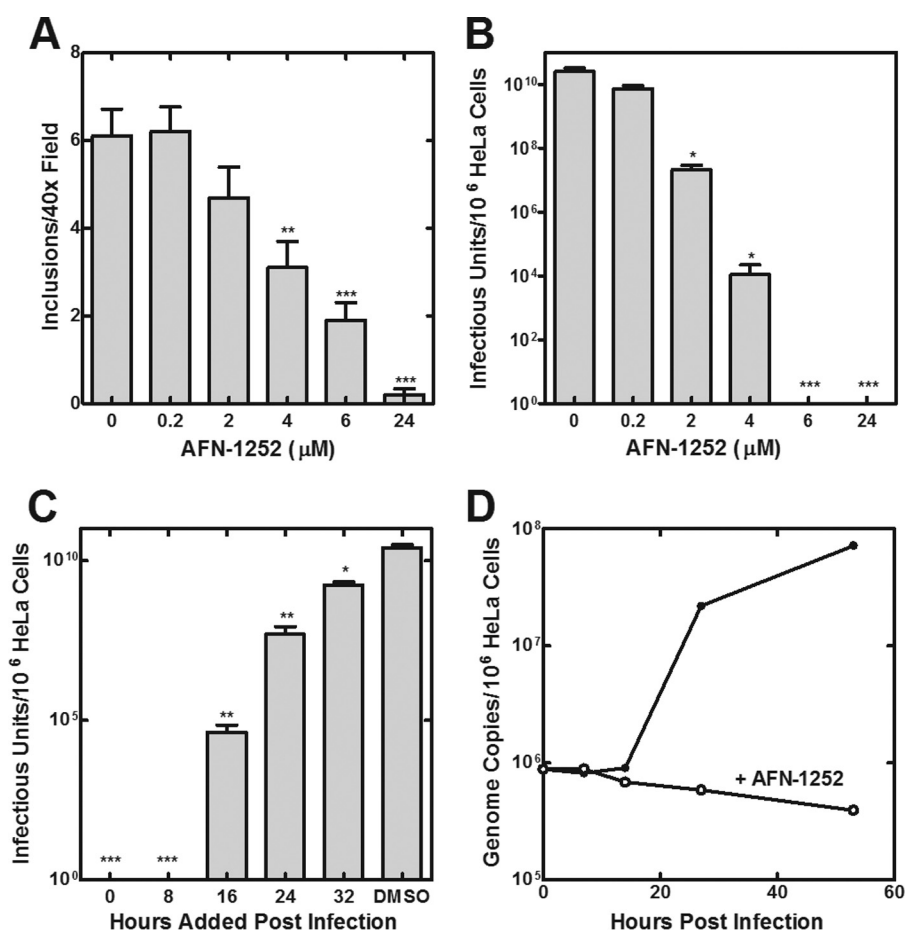 A
Inclusions/40x Field
8
6
4
2
0
** 
***
***
0 0.2 2 4 6 24
AFN-1252 (μM)
B
Infectious Units/10⁶ HeLa Cells
10¹⁰
10⁸
10⁶
10⁴
10²
10⁰
*
*
*** ***
0 0.2 2 4 6 24
AFN-1252 (μM)
C
Infectious Units/10⁶ HeLa Cells
10¹⁰
10⁵
10⁰
*** *** ** ** *
0 8 16 24 32 DMSO
Hours Added Post Infection
D
Genome Copies/10⁶ HeLa Cells
10⁸
10⁷
10⁶
10⁵
+ AFN-1252
0 20 40 60
Hours Post Infection